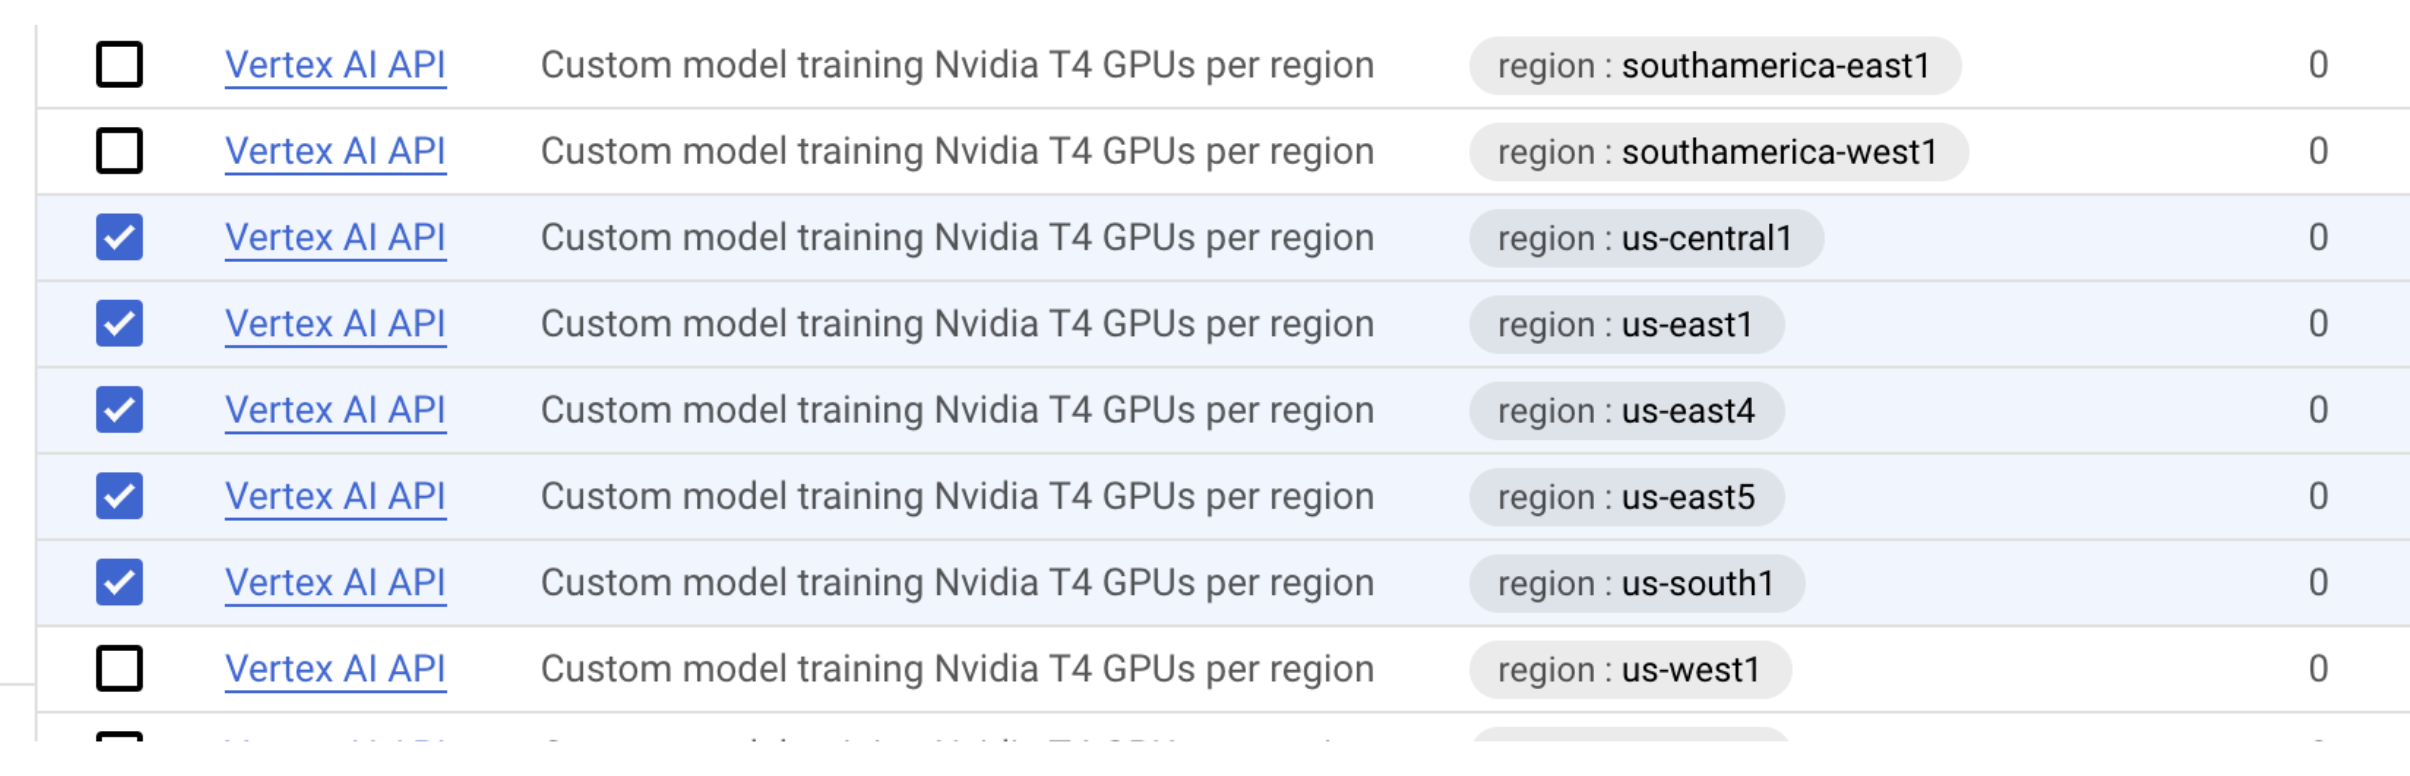 Vertex AI API Custom model training Nvidia T4 GPUs per region region : southamerica-east1 0
Vertex AI API Custom model training Nvidia T4 GPUs per region region : southamerica-west1 0
Vertex AI API Custom model training Nvidia T4 GPUs per region region : us-central1 0
Vertex AI API Custom model training Nvidia T4 GPUs per region region : us-east1 0
Vertex AI API Custom model training Nvidia T4 GPUs per region region : us-east4 0
Vertex AI API Custom model training Nvidia T4 GPUs per region region : us-east5 0
Vertex AI API Custom model training Nvidia T4 GPUs per region region : us-south1 0
Vertex AI API Custom model training Nvidia T4 GPUs per region region : us-west1 0